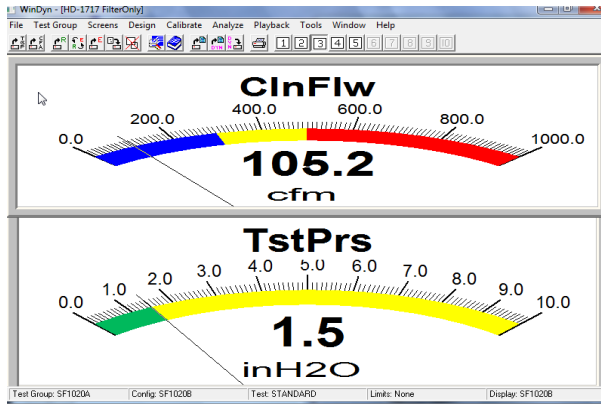 WinDyn - [HD-1717 FilterOnly]
File Test Group Screens Design Calibrate Analyze Playback Tools Window Help
1 2 3 4 5 6 7 8 9 10
ClnFlw
0.0 200.0 400.0 600.0 800.0 1000.0
105.2
cfm
TstPrs
0.0 1.0 2.0 3.0 4.0 5.0 6.0 7.0 8.0 9.0 10.0
1.5
inH2O
Test Group: SF1020A Config: SF1020B Test: STANDARD Limits: None Display: SF1020B